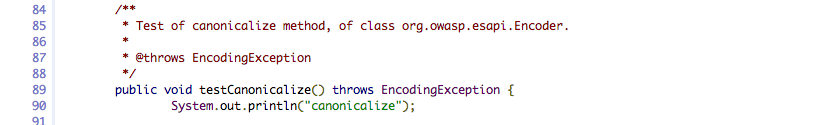 84 /**
85 * Test of canonicalize method, of class org.owasp.esapi.Encoder.
86 *
87 * @throws EncodingException
88 */
89 public void testCanonicalize() throws EncodingException {
90 System.out.println("canonicalize");
91